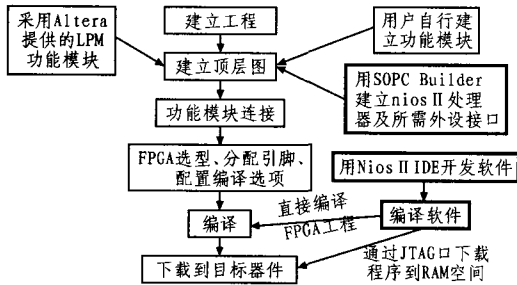 采用Altera
提供的LPM
功能模块
建立工程
用户自行建
立功能模块
建立顶层图
用SOPC Builder
建立niosⅡ处理
器及所需外设接口
功能模块连接
FPGA选型、分配引脚、
配置编译选项
用NiosⅡIDE开发软件
直接编译
FPGA工程
编译
编译软件
下载到目标器件
通过JTAG口下载
程序到RAM空间